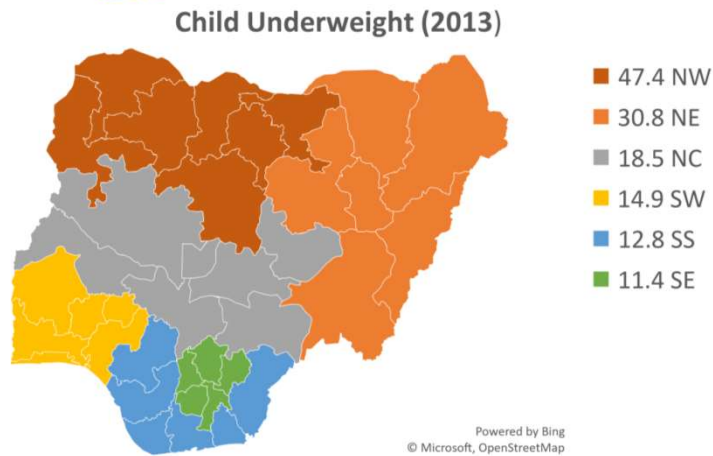 Child Underweight (2013)
47.4 NW
30.8 NE
18.5 NC
14.9 SW
12.8 SS
11.4 SE
Powered by Bing
© Microsoft, OpenStreetMap